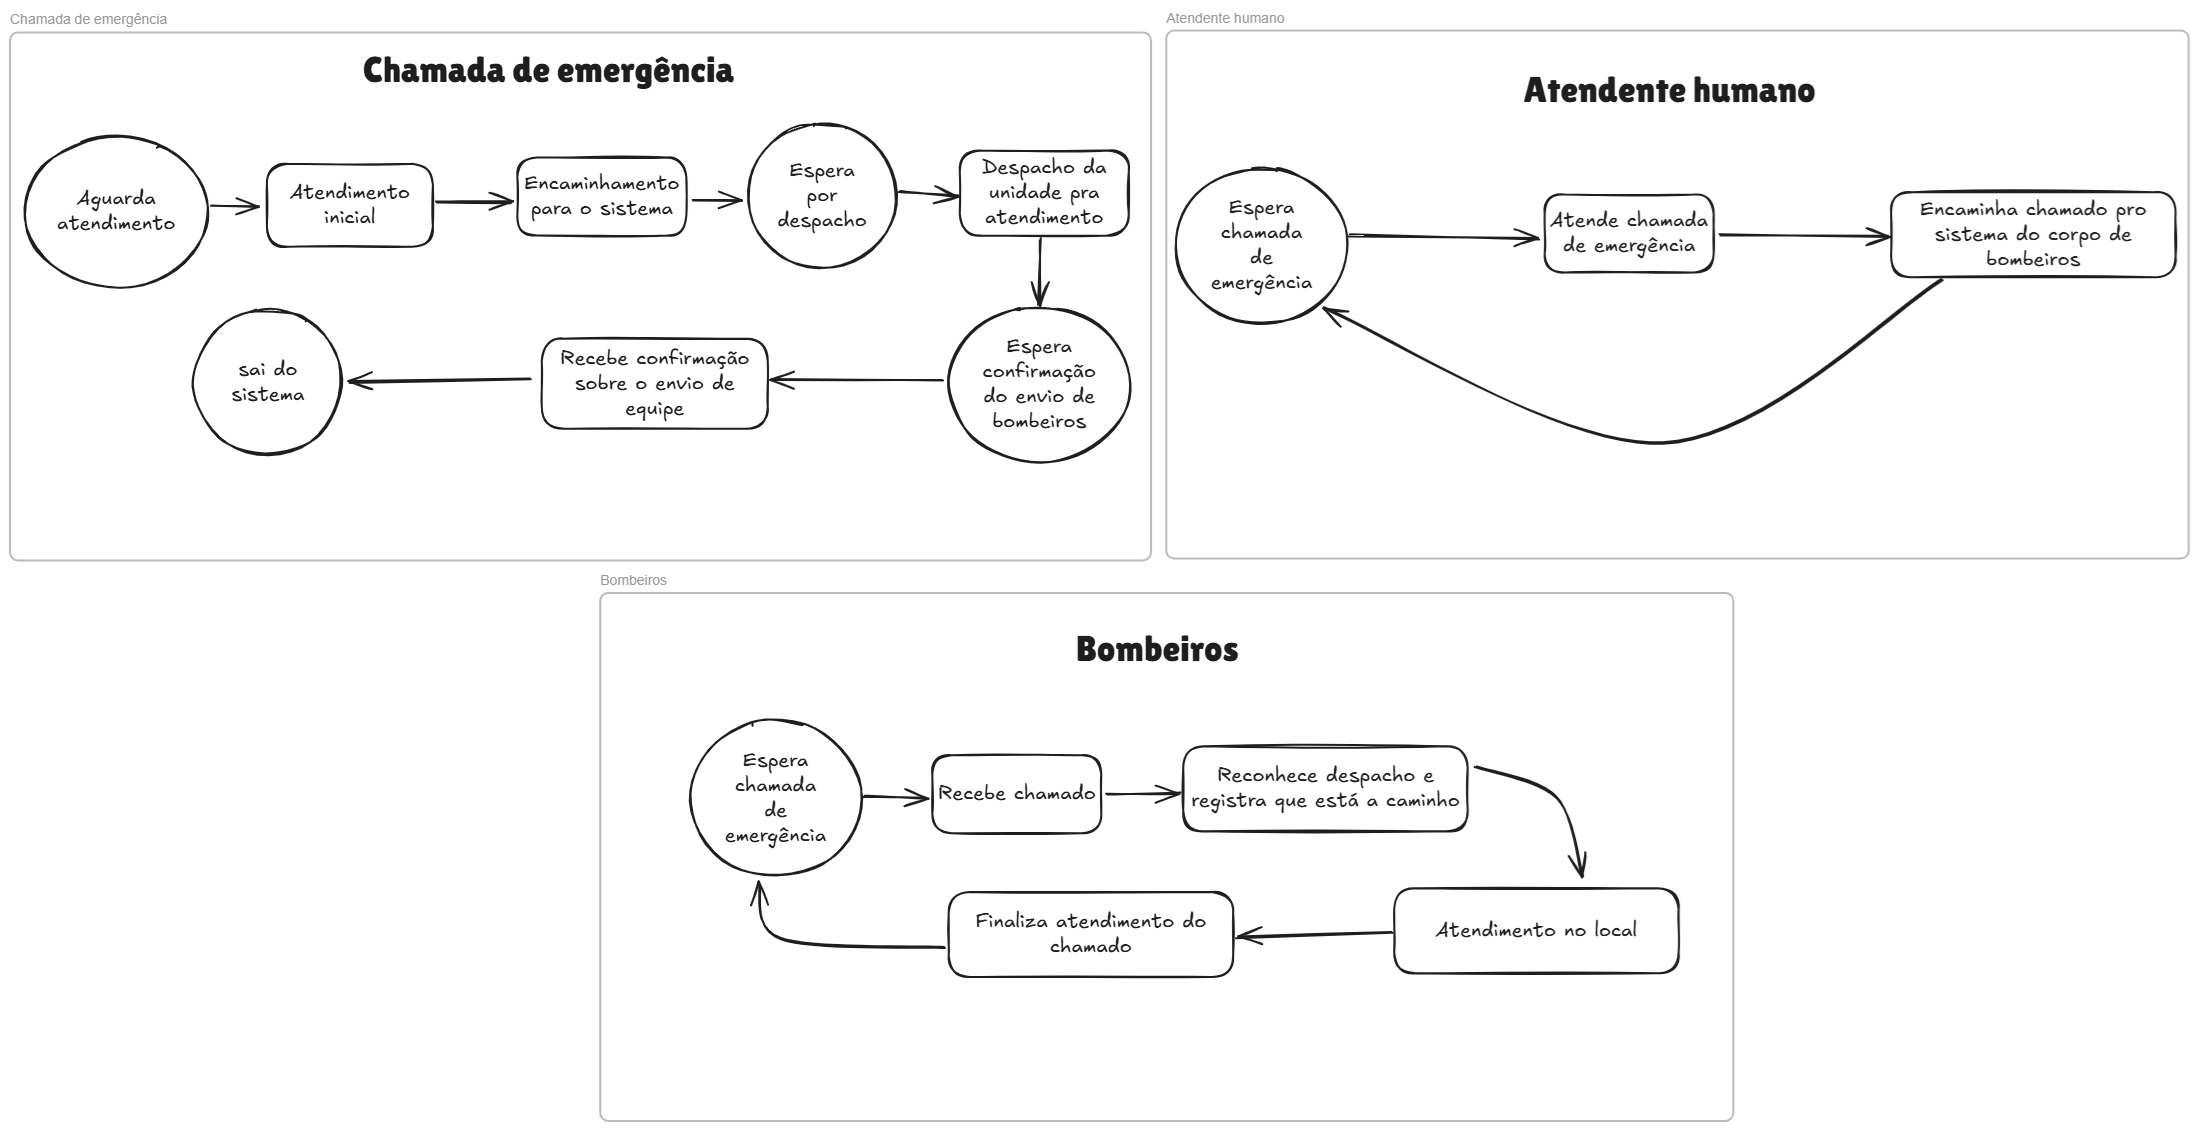 Chamada de emergência
Chamada de emergência
Aguarda
atendimento
Atendimento
inicial
Encaminhamento
para o sistema
Espera
por
despacho
Despacho da
unidade pra
atendimento
Espera
confirmação
do envio de
bombeiros
Recebe confirmação
sobre o envio de
equipe
sai do
sistema
Atendente humano
Atendente humano
Espera
chamada
de
emergência
Atende chamada
de emergência
Encaminha chamado pro
sistema do corpo de
bombeiros
Bombeiros
Bombeiros
Espera
chamada
de
emergência
Recebe chamado
Reconhece despacho e
registra que está a caminho
Atendimento no local
Finaliza atendimento do
chamado